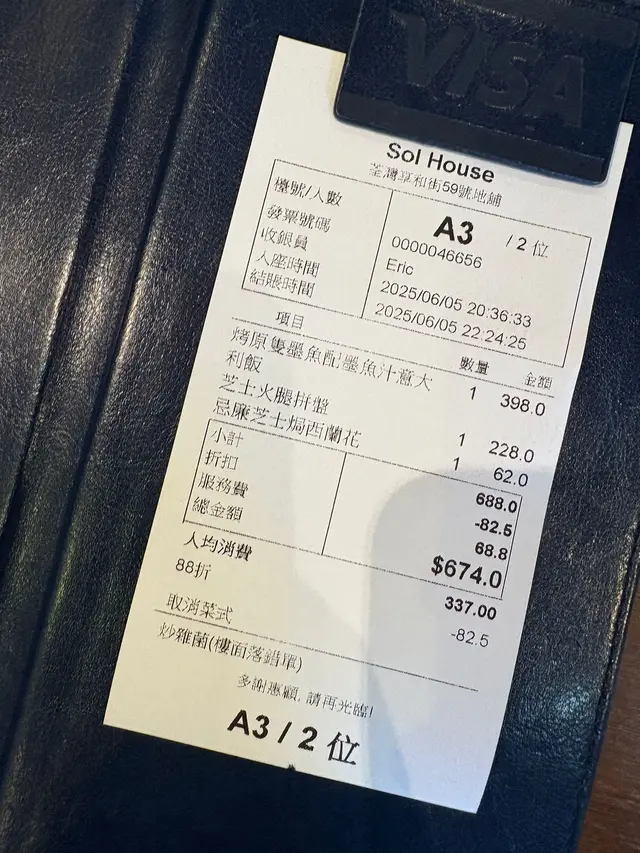 VISA
Sol House
荃灣享和街59號地鋪
檯號/人數 A3 / 2 位
發票號碼 0000046656
收銀員 Eric
入座時間 2025/06/05 20:36:33
結賬時間 2025/06/05 22:24:25
項目 數量 金額
烤原隻墨魚配墨魚汁意大
利飯 1 398.0
芝士火腿拼盤 1 228.0
忌廉芝士焗西蘭花 1 62.0
小計 688.0
折扣 -82.5
服務費 68.8
總金額 $674.0
人均消費 337.00
88折 -82.5
取消菜式
炒雜菌(樓面落錯單)
多謝惠顧, 請再光臨!
A3 / 2 位